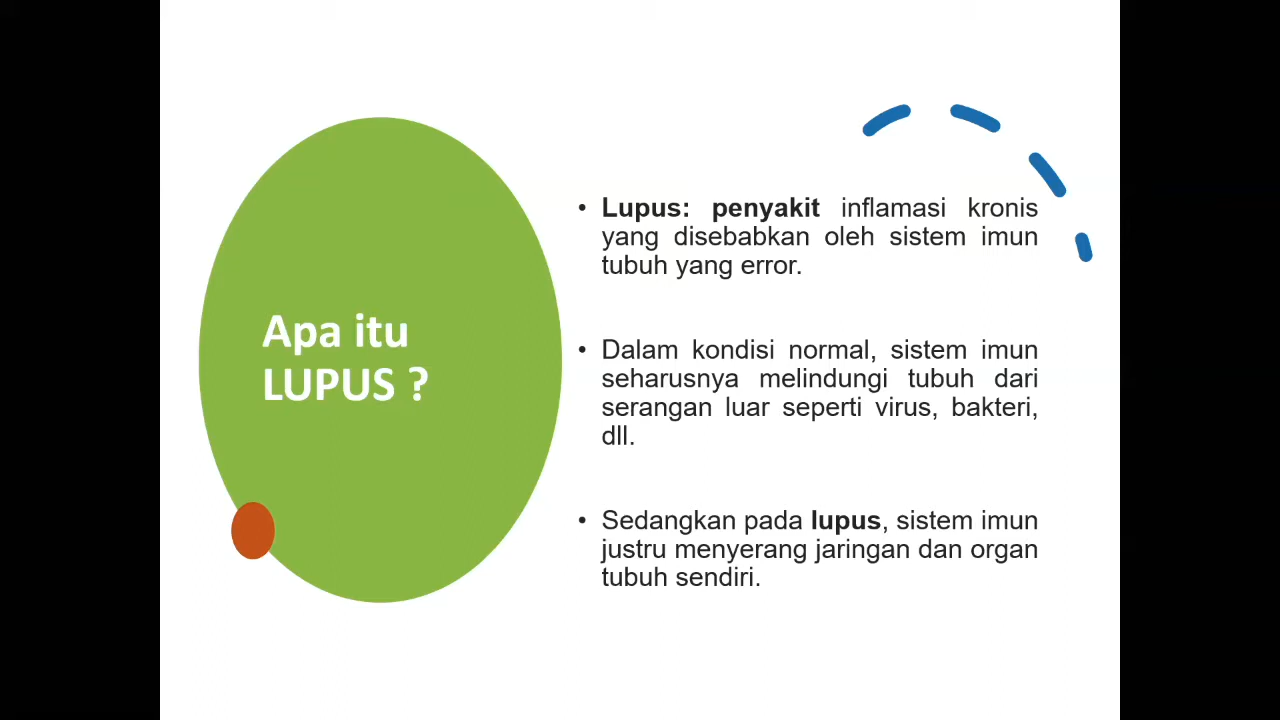 Apa itu
LUPUS ?
• Lupus: penyakit inflamasi kronis
yang disebabkan oleh sistem imun
tubuh yang error.
• Dalam kondisi normal, sistem imun
seharusnya melindungi tubuh dari
serangan luar seperti virus, bakteri,
dll.
• Sedangkan pada lupus, sistem imun
justru menyerang jaringan dan organ
tubuh sendiri.